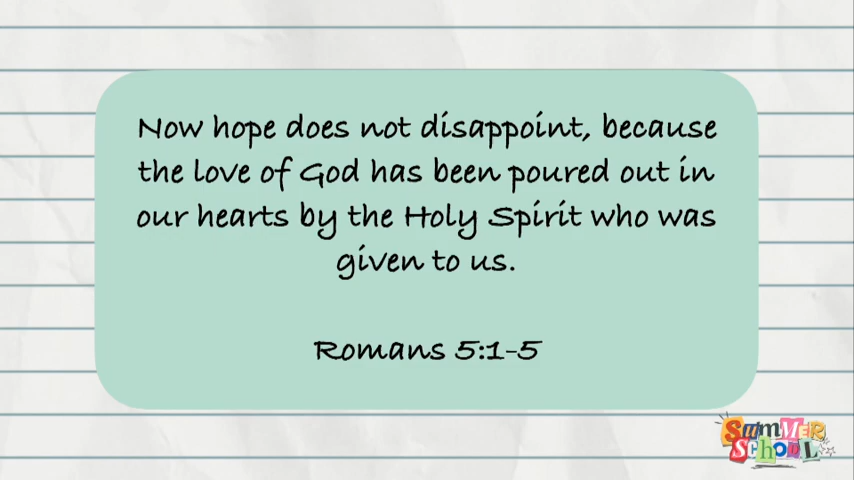 Now hope does not disappoint, because
the love of God has been poured out in
our hearts by the Holy Spirit who was
given to us.
Romans 5:1-5
SUMMER
SCHOOL